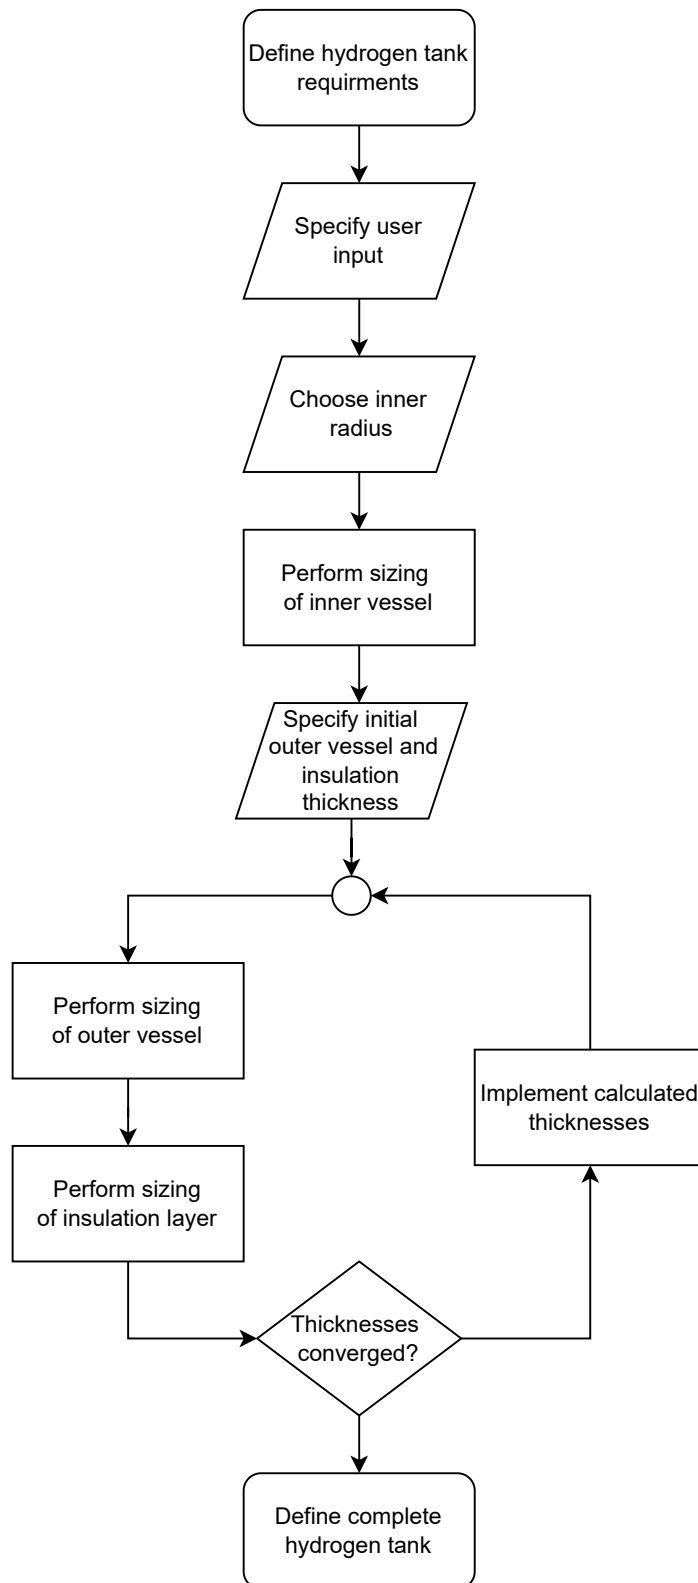 Define hydrogen tank
requirments
Specify user
input
Choose inner
radius
Perform sizing
of inner vessel
Specify initial
outer vessel and
insulation
thickness
Perform sizing
of outer vessel
Implement calculated
thicknesses
Perform sizing
of insulation layer
Thicknesses
converged?
Define complete
hydrogen tank